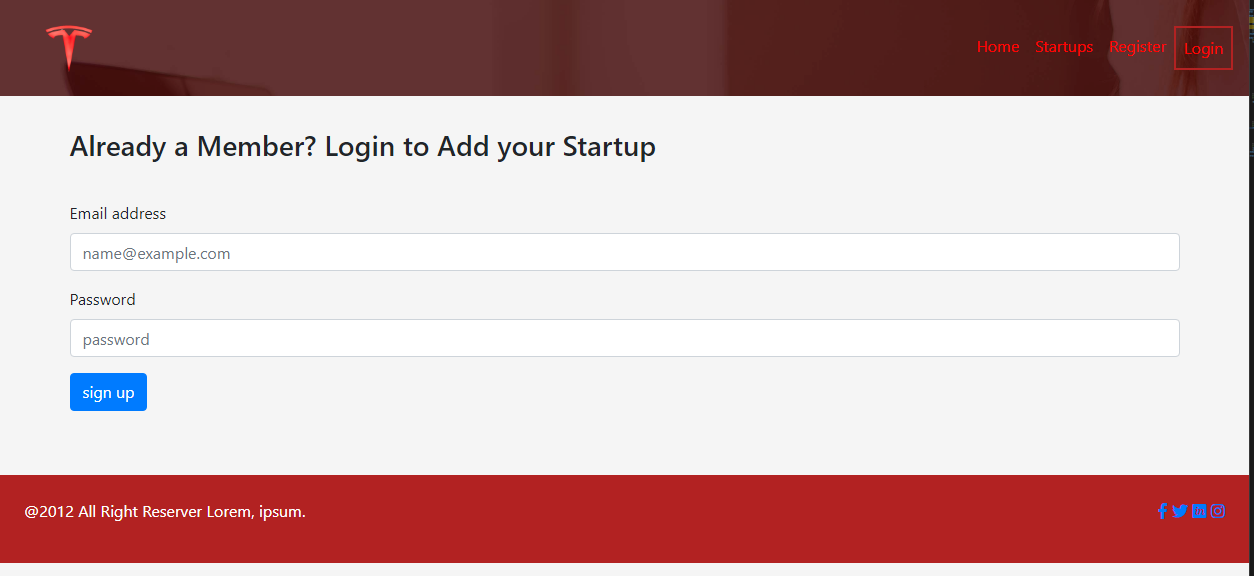 Home Startups Register Login
Already a Member? Login to Add your Startup
Email address
name@example.com
Password
password
sign up
@2012 All Right Reserver Lorem, ipsum.